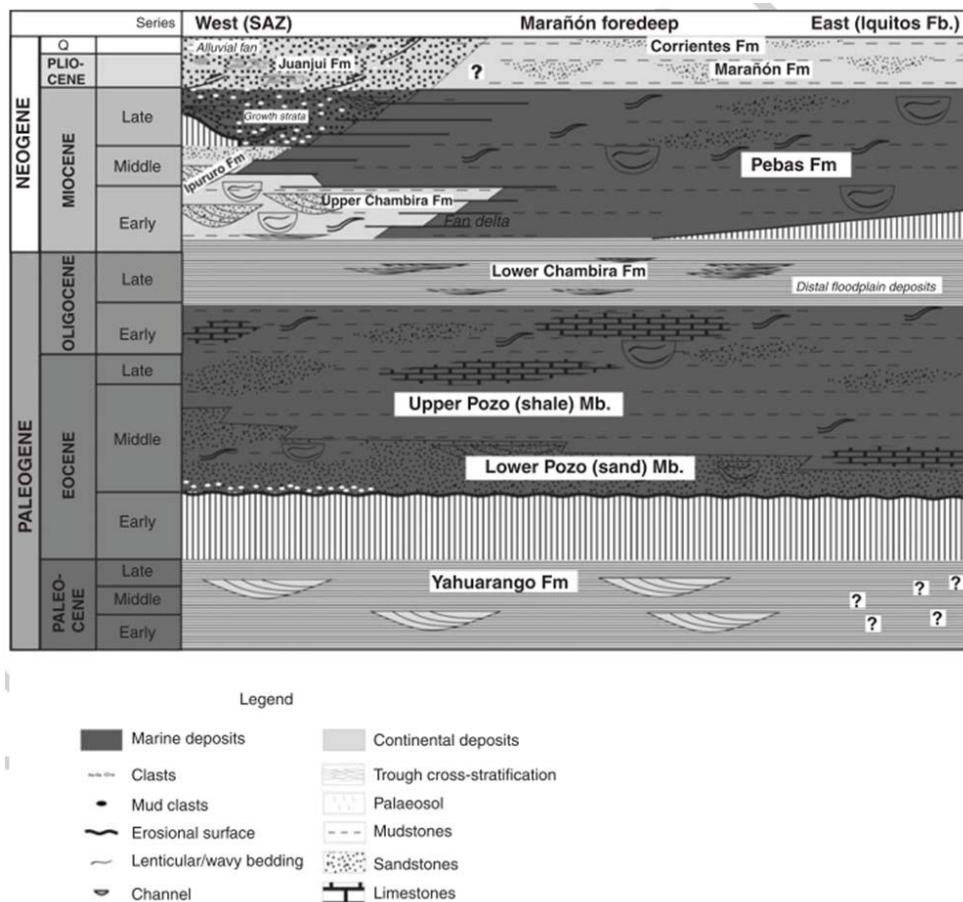 Series
West (SAZ)
Marañón foredeep
East (Iquitos Fb.)
NEOGENE
Q
PLIO-
CENE
Alluvial fan
Juanjui Fm
?
Corrientes Fm
Marañón Fm
MIOCENE
Late
Growth strata
Middle
Ipururo Fm
Pebas Fm
Early
Upper Chambira Fm
Fan delta
PALEOGENE
OLIGOCENE
Late
Lower Chambira Fm
Distal floodplain deposits
Early
EOCENE
Late
Upper Pozo (shale) Mb.
Middle
Lower Pozo (sand) Mb.
Early
PALEO-
CENE
Late
Yahuarango Fm
?
?
Middle
?
Early
?
?
Legend
Marine deposits
Continental deposits
Clasts
Trough cross-stratification
Mud clasts
Palaeosol
Erosional surface
Mudstones
Lenticular/wavy bedding
Sandstones
Channel
Limestones